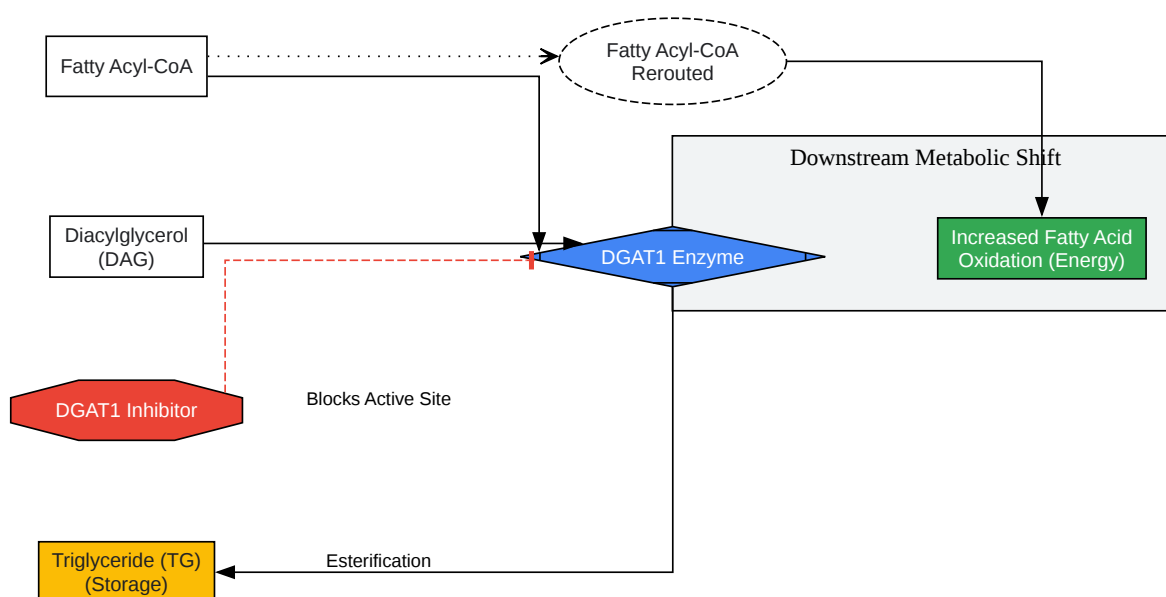 Fatty Acyl-CoA
Fatty Acyl-CoA
Rerouted
Downstream Metabolic Shift
Diacylglycerol
(DAG)
DGAT1 Enzyme
Increased Fatty Acid
Oxidation (Energy)
Blocks Active Site
DGAT1 Inhibitor
Esterification
Triglyceride (TG)
(Storage)